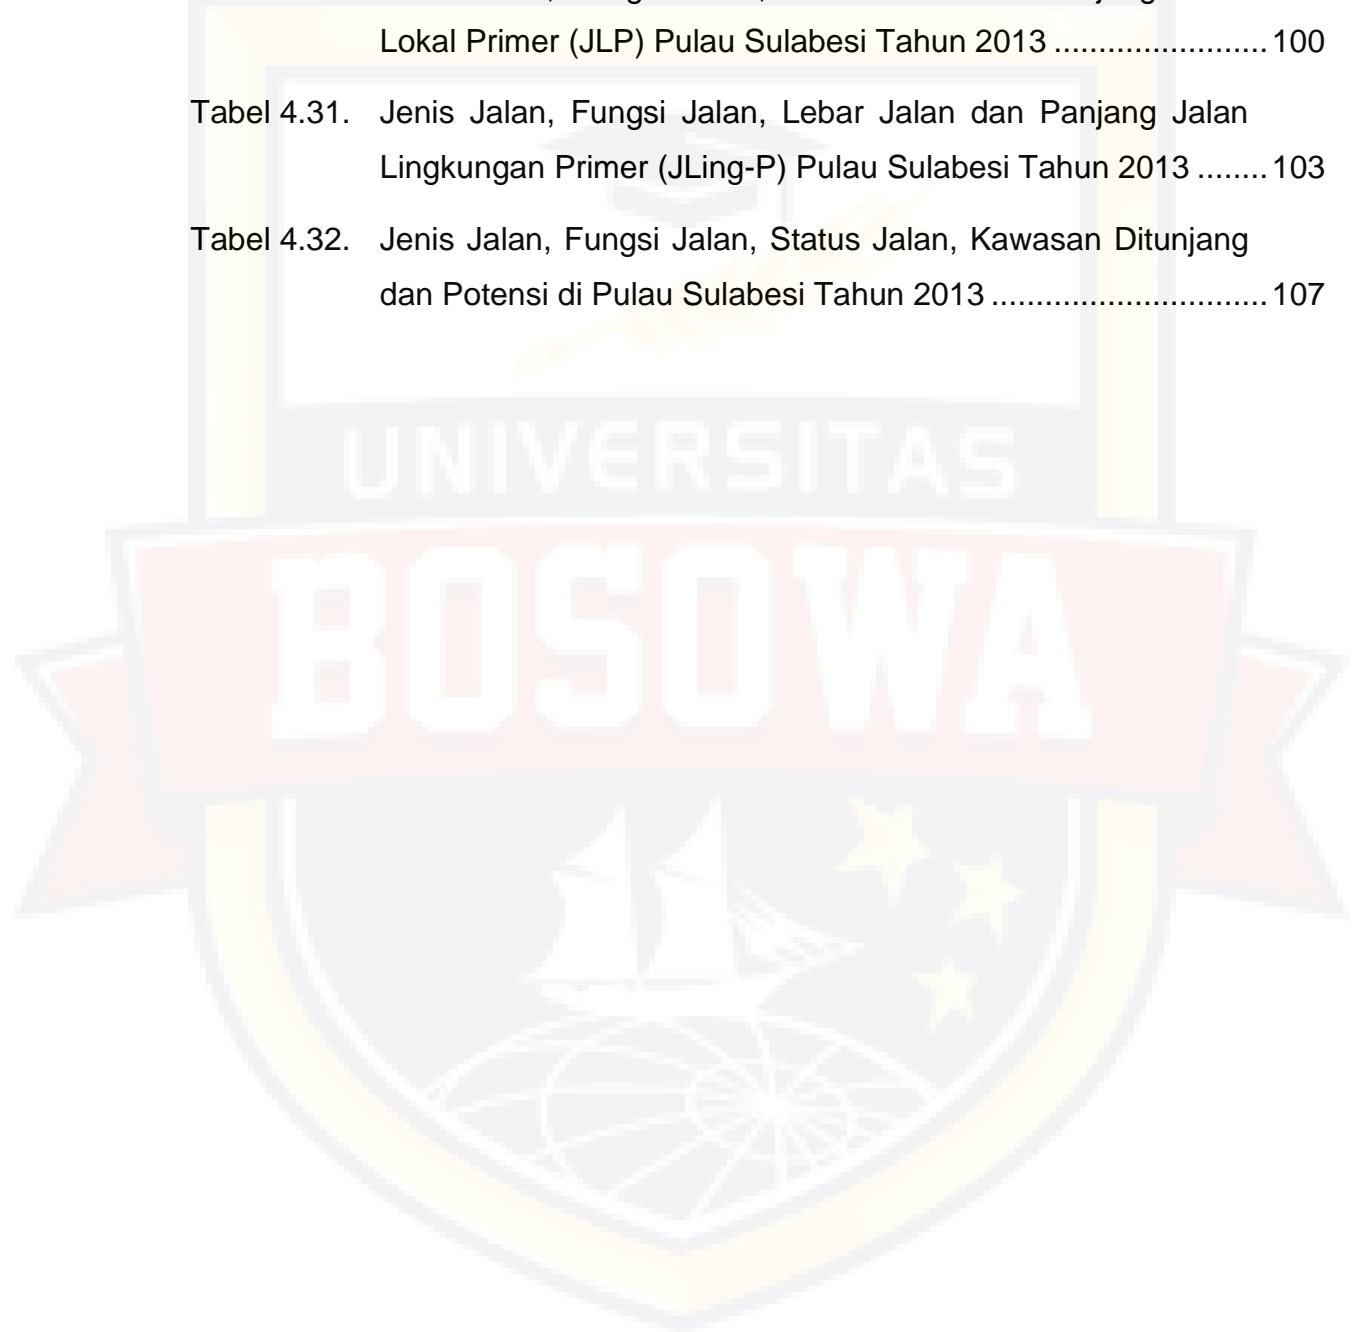 Lokal Primer (JLP) Pulau Sulabesi Tahun 2013 ........................ 100
Tabel 4.31. Jenis Jalan, Fungsi Jalan, Lebar Jalan dan Panjang Jalan
Lingkungan Primer (JLing-P) Pulau Sulabesi Tahun 2013 ........ 103
Tabel 4.32. Jenis Jalan, Fungsi Jalan, Status Jalan, Kawasan Ditunjang
dan Potensi di Pulau Sulabesi Tahun 2013 ............................... 107
UNIVERSITAS
BOSOWA